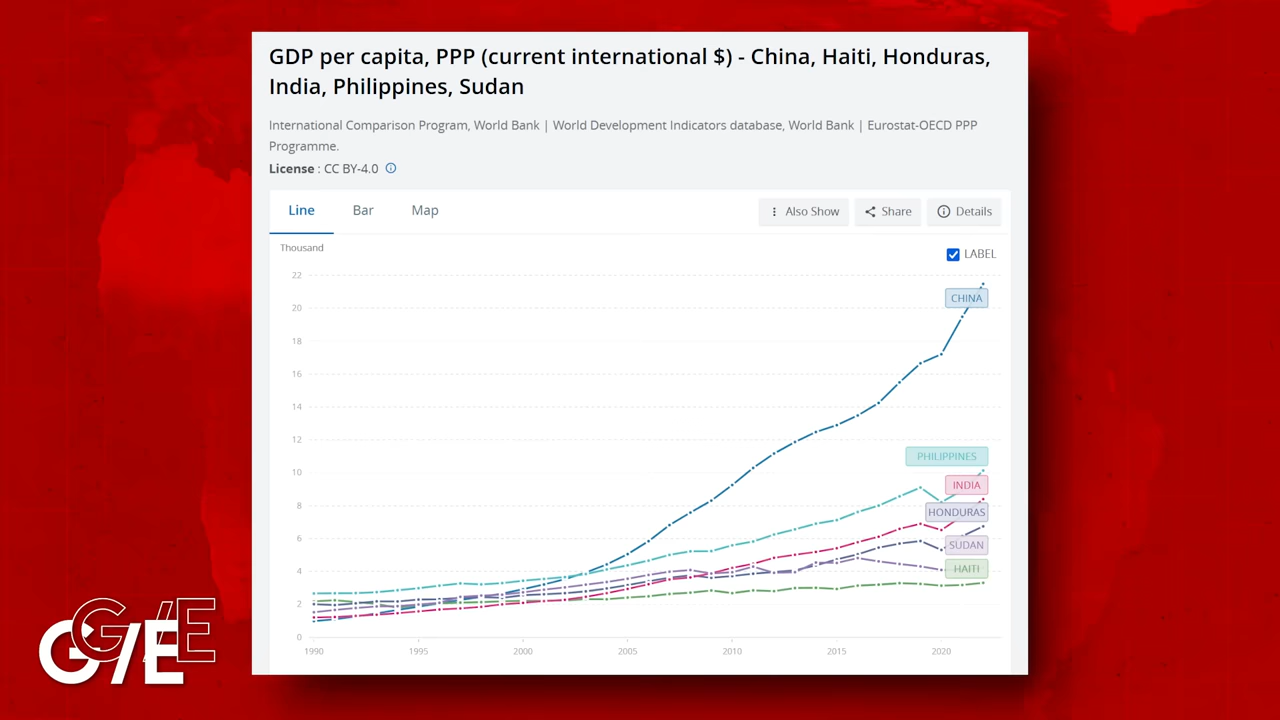 GDP per capita, PPP (current international $) - China, Haiti, Honduras,
India, Philippines, Sudan
International Comparison Program, World Bank | World Development Indicators database, World Bank | Eurostat-OECD PPP
Programme.
License : CC BY-4.0
Line Bar Map Also Show Share Details
Thousand
LABEL
22
CHINA
20
18
16
14
12
PHILIPPINES
10
INDIA
8
HONDURAS
6
SUDAN
4
HAITI
2
0
1990 1995 2000 2005 2010 2015 2020
G/E
G/E